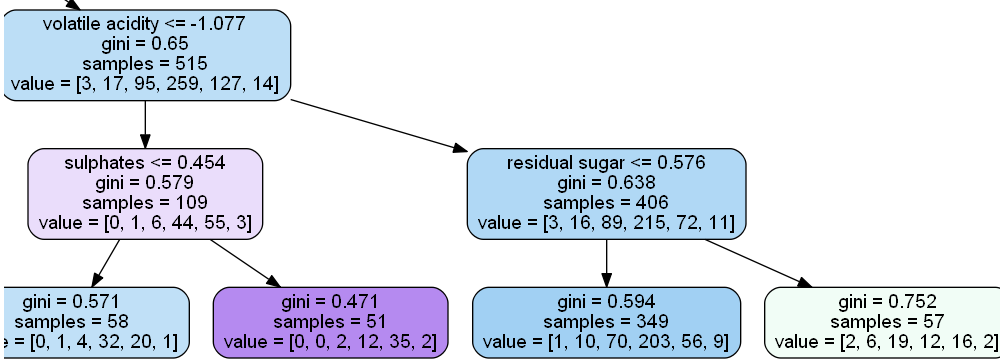 volatile acidity <= -1.077
gini = 0.65
samples = 515
value = [3, 17, 95, 259, 127, 14]
sulphates <= 0.454
gini = 0.579
samples = 109
value = [0, 1, 6, 44, 55, 3]
residual sugar <= 0.576
gini = 0.638
samples = 406
value = [3, 16, 89, 215, 72, 11]
gini = 0.571
samples = 58
e = [0, 1, 4, 32, 20, 1]
gini = 0.471
samples = 51
value = [0, 0, 2, 12, 35, 2]
gini = 0.594
samples = 349
value = [1, 10, 70, 203, 56, 9]
gini = 0.752
samples = 57
value = [2, 6, 19, 12, 16, 2]